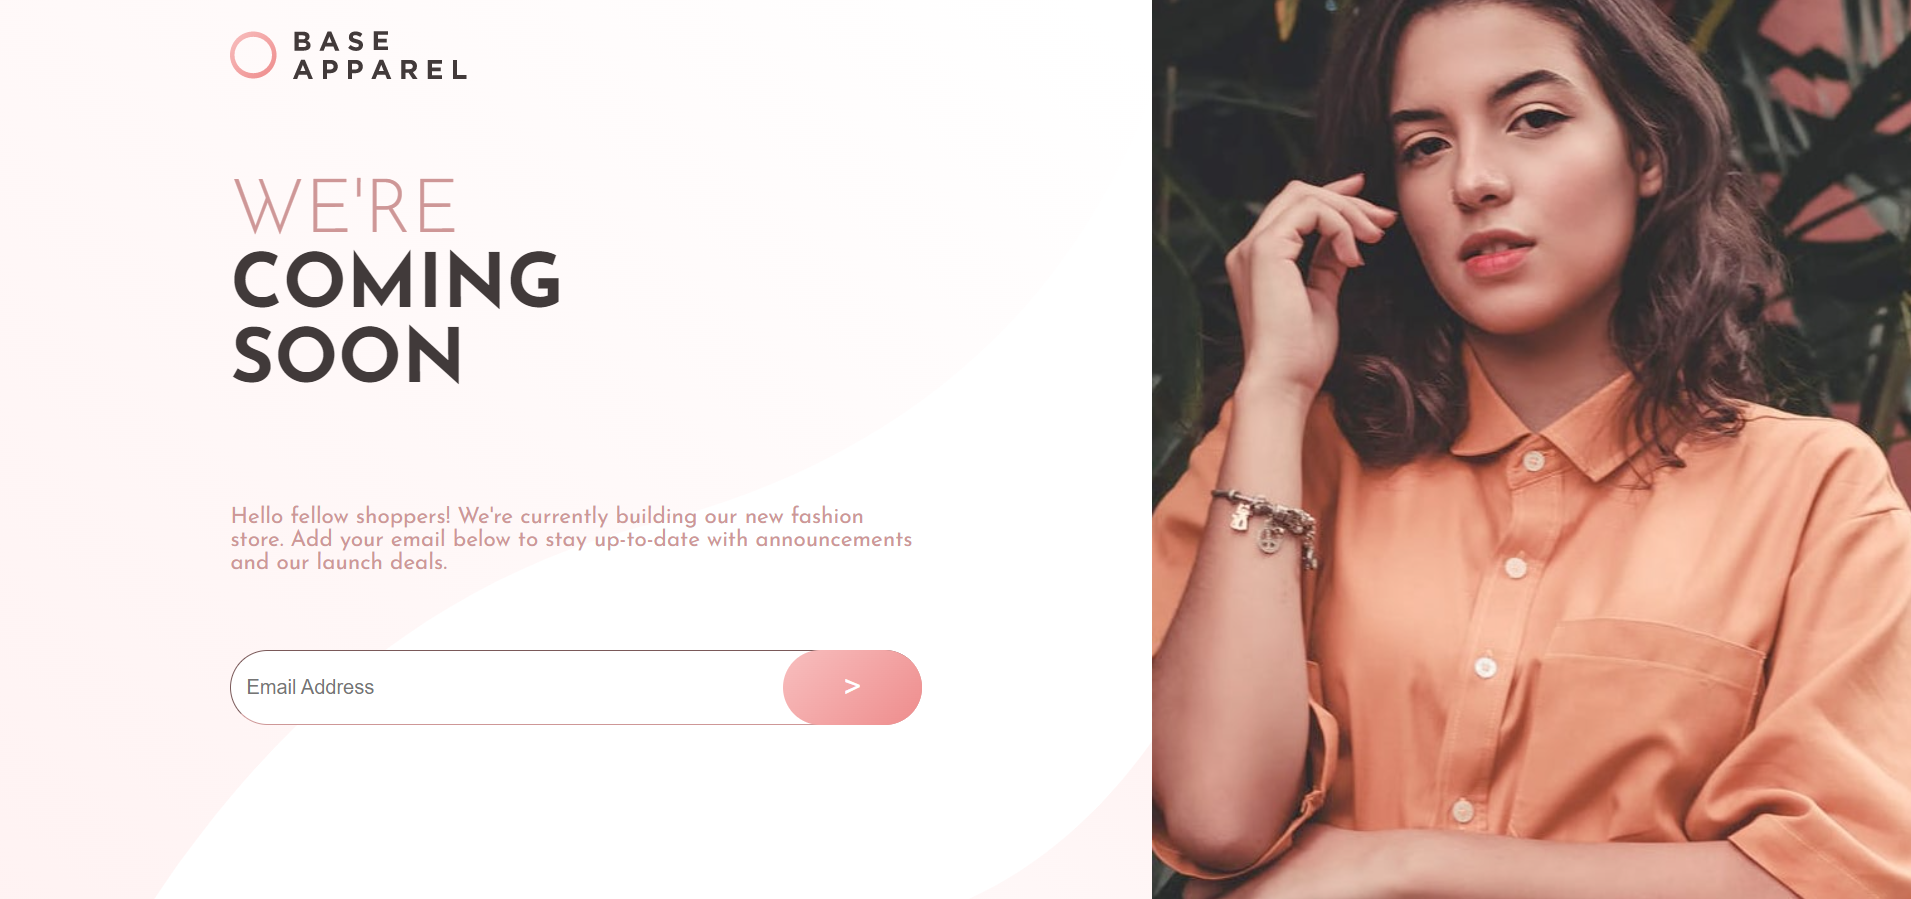 BASE
APPAREL
WE'RE
COMING
SOON
Hello fellow shoppers! We're currently building our new fashion
store. Add your email below to stay up-to-date with announcements
and our launch deals.
Email Address >